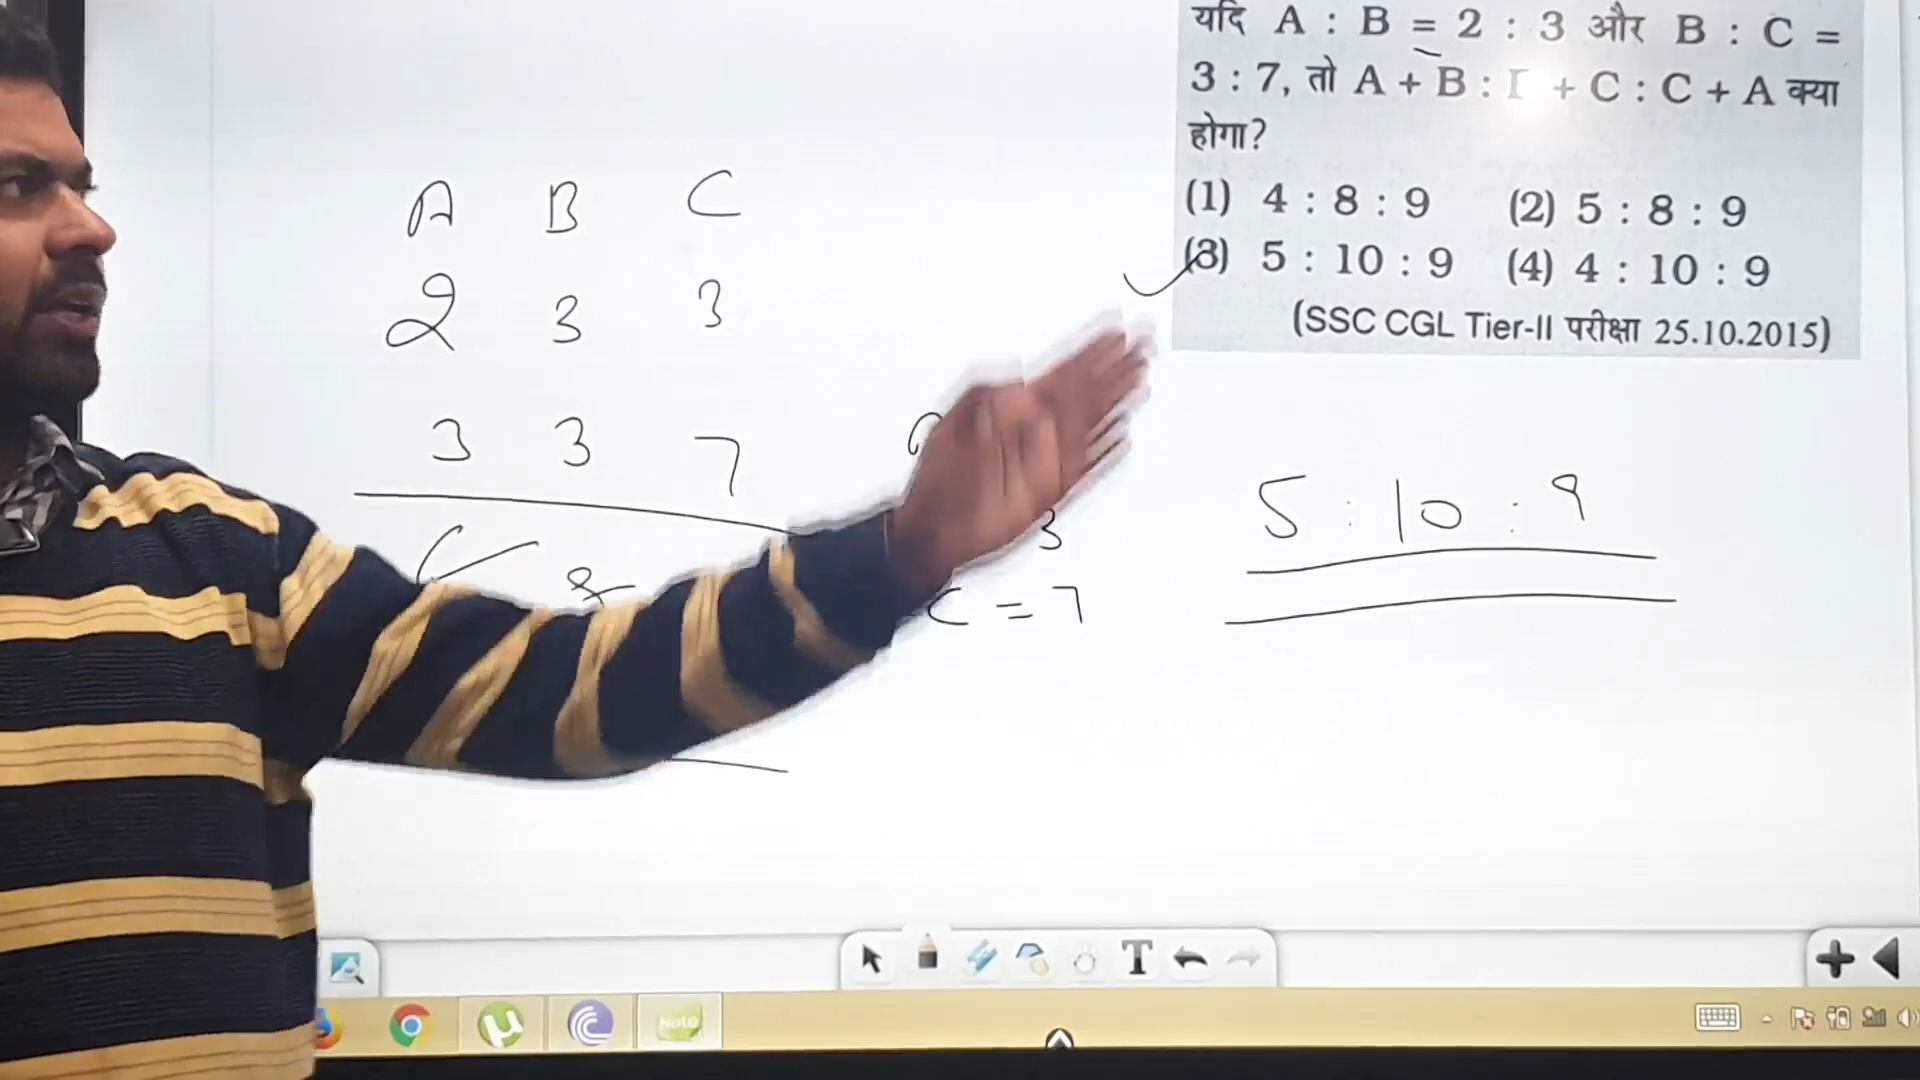 यदि A : B = 2 : 3 और B : C =
3 : 7, तो A + B : + C : C + A क्या
होगा?
(1) 4 : 8 : 9 (2) 5 : 8 : 9
(3) 5 : 10 : 9 (4) 4 : 10 : 9
(SSC CGL Tier-II परीक्षा 25.10.2015)
A B C
2 3 3
3 3 7
3
C = 7
5 : 10 : 9
T
Note